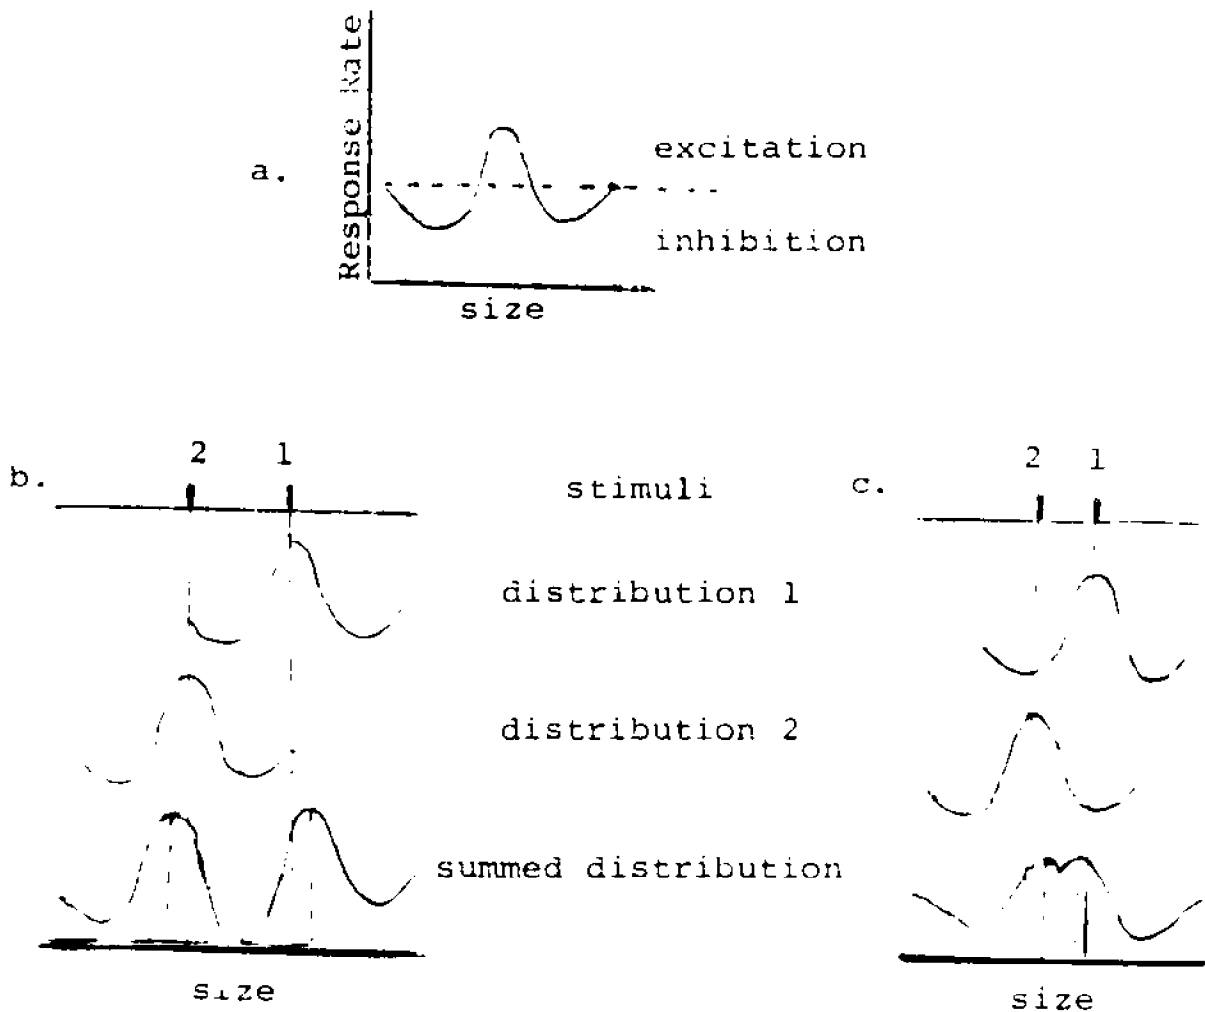 Response Rate
excitation
a.
inhibition
size
b.
2 1
stimuli
c.
2 1
distribution 1
distribution 2
summed distribution
size
size